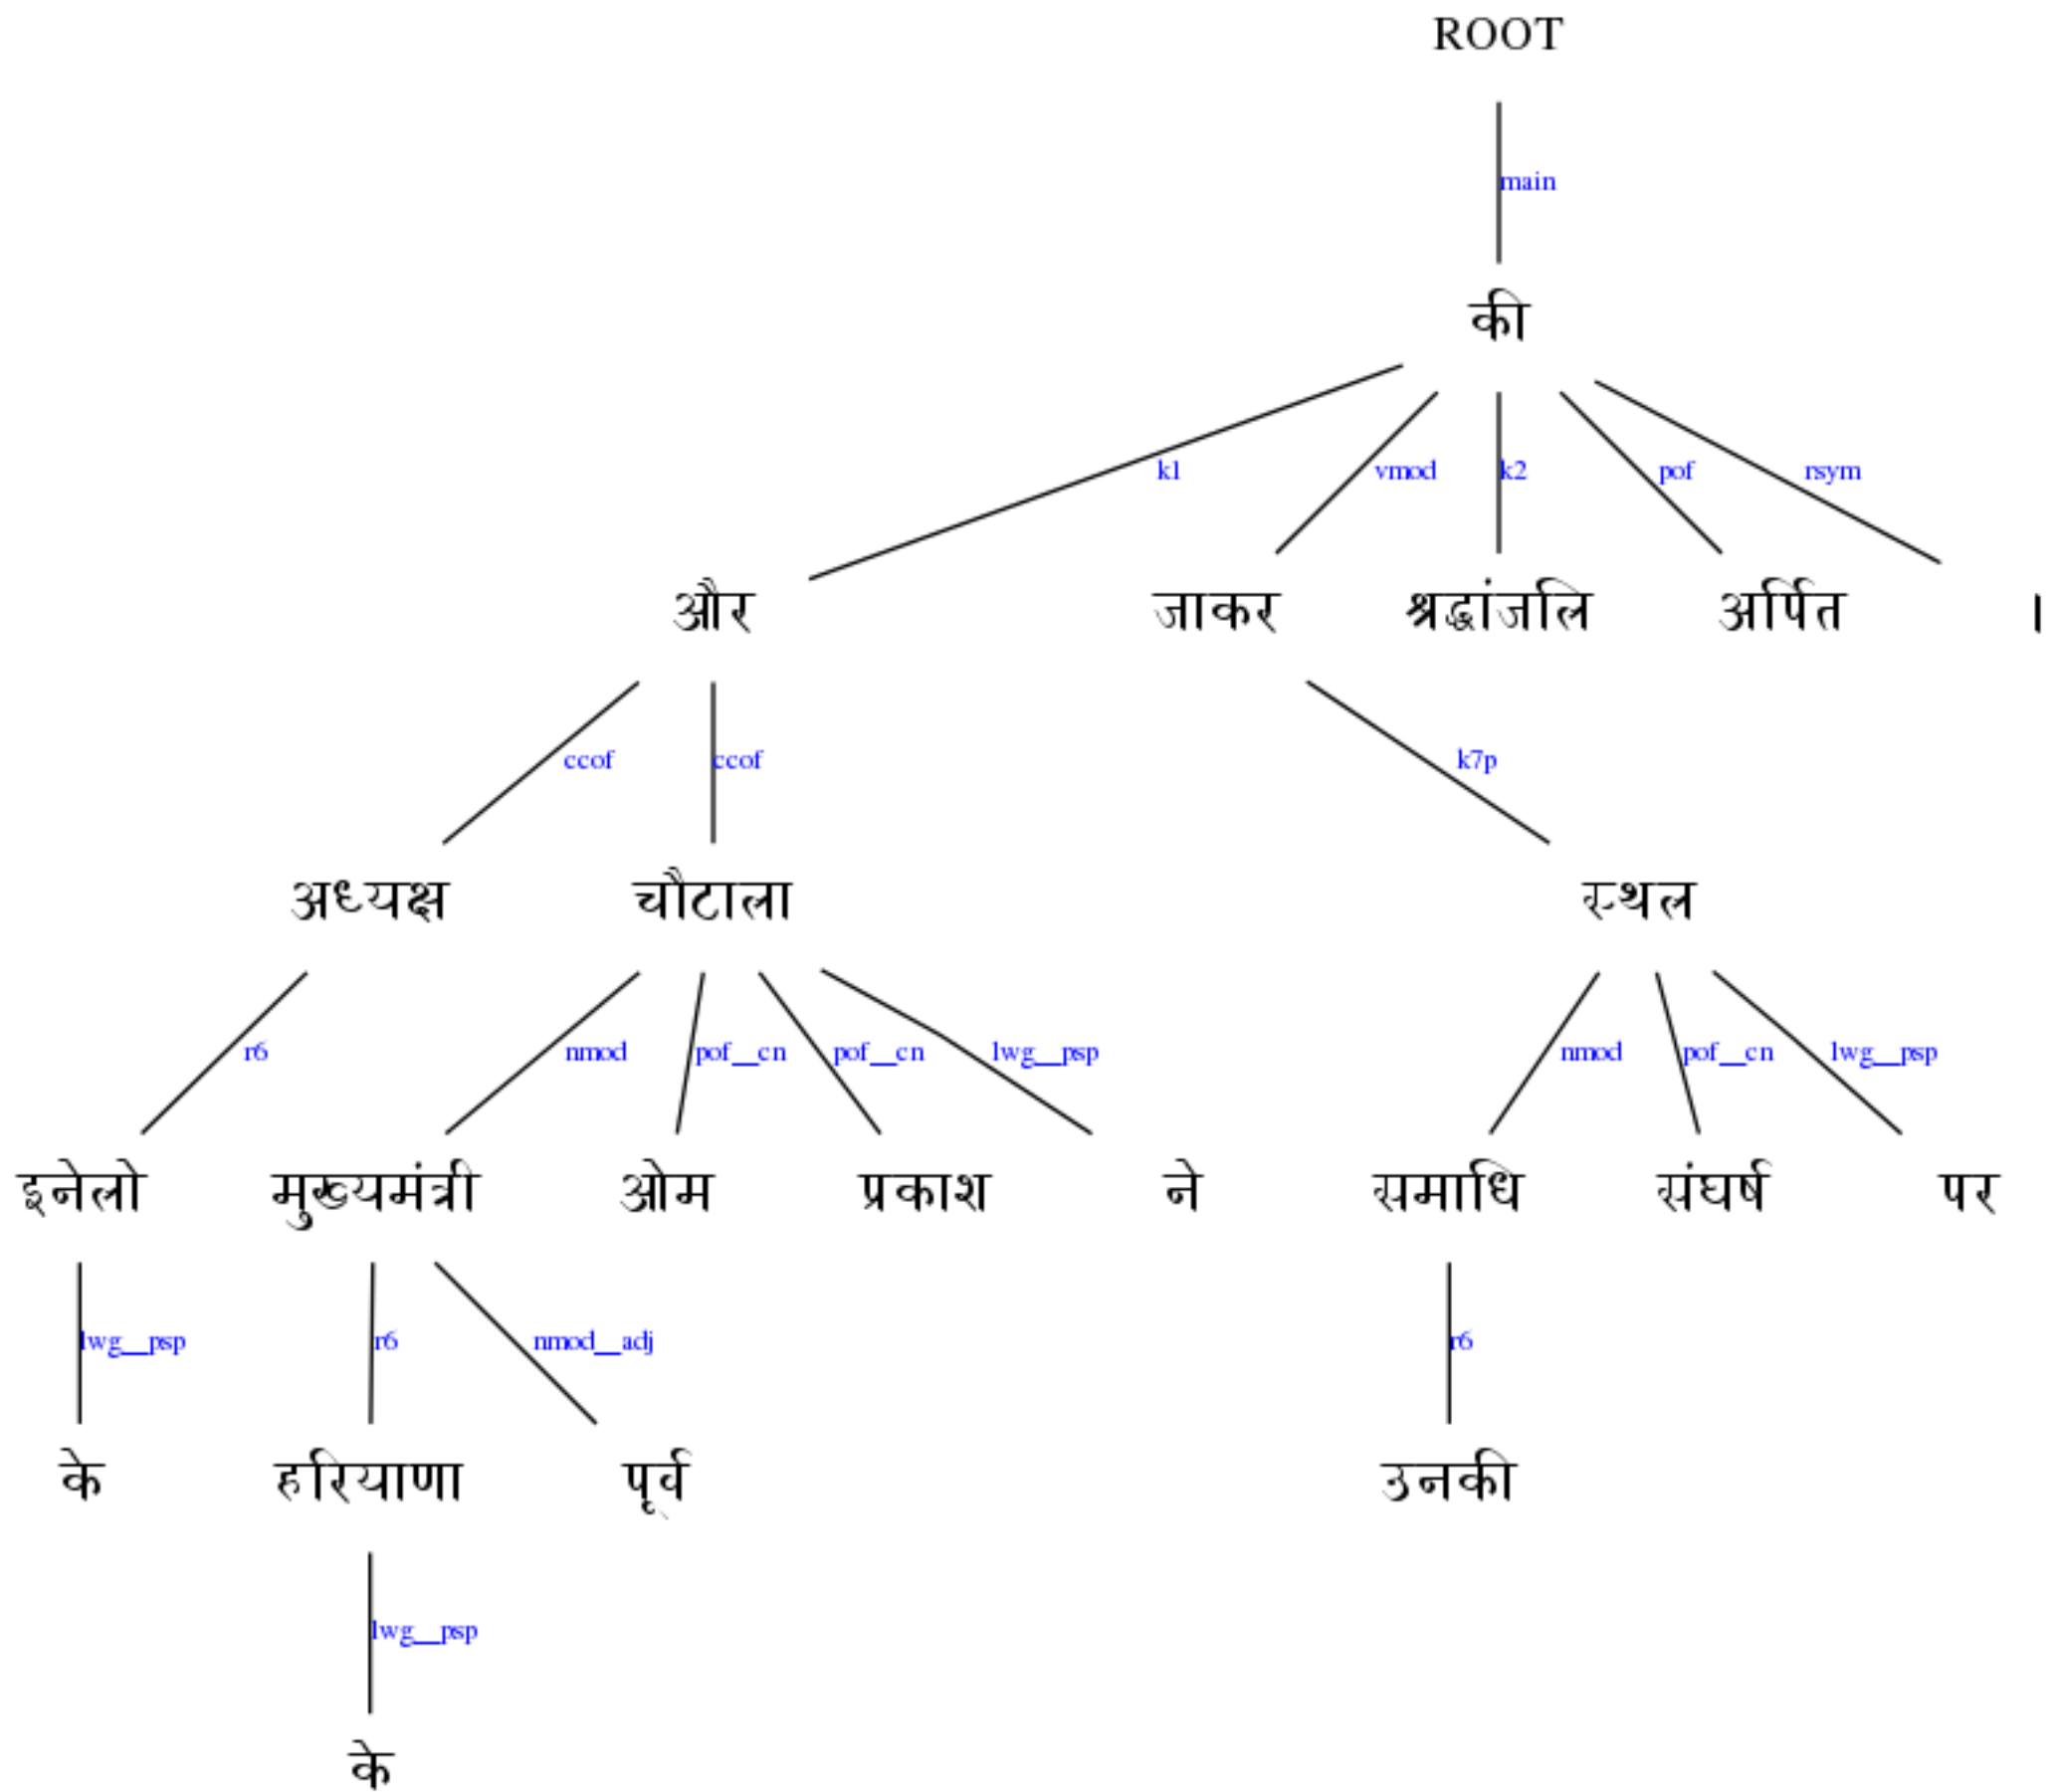 ROOT
main
की
k1 vmod k2 pof rsym
और जाकर श्रद्धांजलि अर्पित ।
ccof ccof k7p
अध्यक्ष चौटाला स्थल
r6 nmod pof__cn pof__cn lwg__psp nmod pof__cn lwg__psp
इनेलो मुख्यमंत्री ओम प्रकाश ने समाधि संघर्ष पर
lwg__psp r6 nmod__adj r6
के हरियाणा पूर्व उनकी
lwg__psp
के